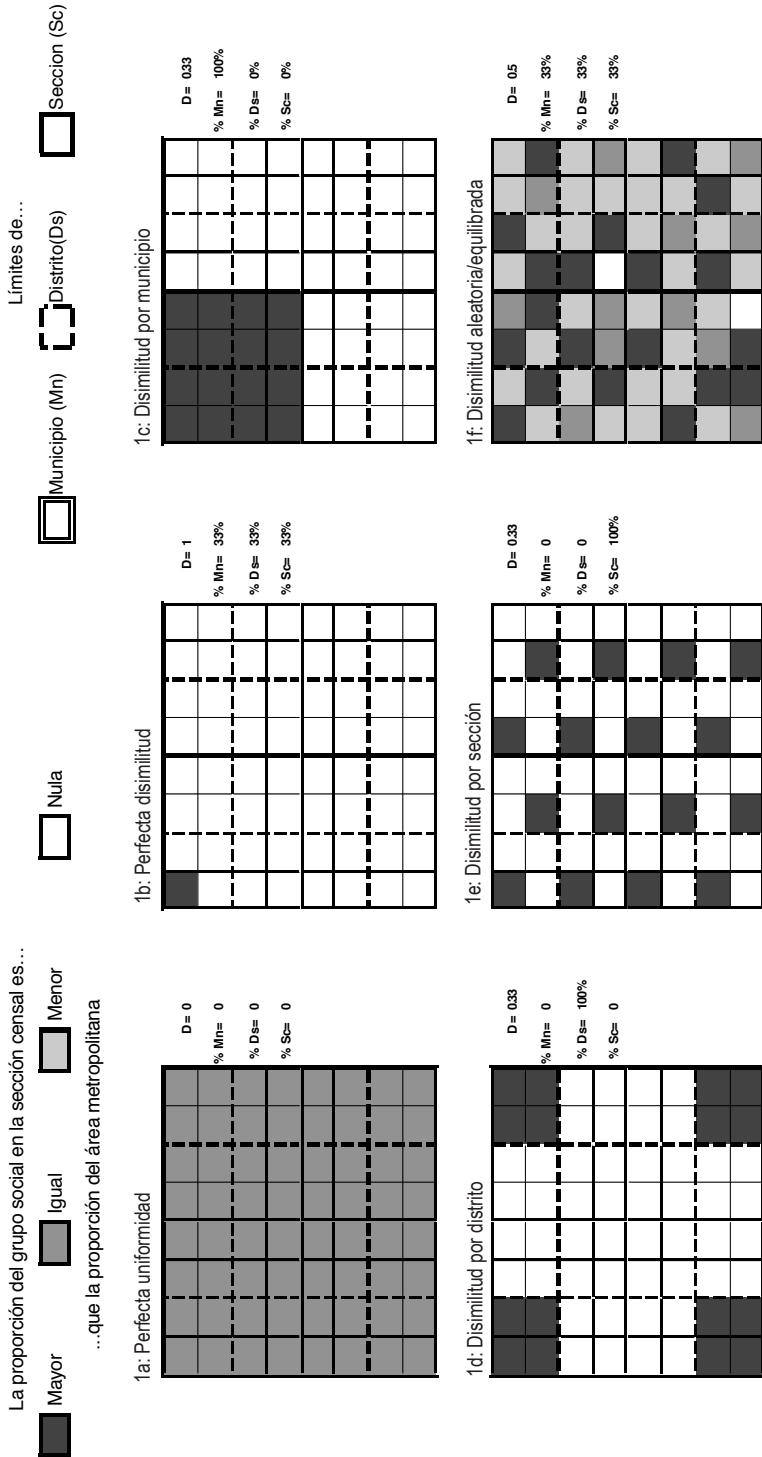 La proporción del grupo social en la sección censal es…
Mayor
Igual
Menor
Nula
...que la proporción del área metropolitana
Límites de…
Municipio (Mn)
Distrito(Ds)
Seccion (Sc)
1a: Perfecta uniformidad
D= 0
% Mn= 0
% Ds= 0
% Sc= 0
1b: Perfecta disimilitud
D= 1
% Mn= 33%
% Ds= 33%
% Sc= 33%
1c: Disimilitud por municipio
D= 0.33
% Mn= 100%
% Ds= 0%
% Sc= 0%
1d: Disimilitud por distrito
D= 0.33
% Mn= 0
% Ds= 100%
% Sc= 0
1e: Disimilitud por sección
D= 0.33
% Mn= 0
% Ds= 0
% Sc= 100%
1f: Disimilitud aleatoria/equilibrada
D= 0.5
% Mn= 33%
% Ds= 33%
% Sc= 33%